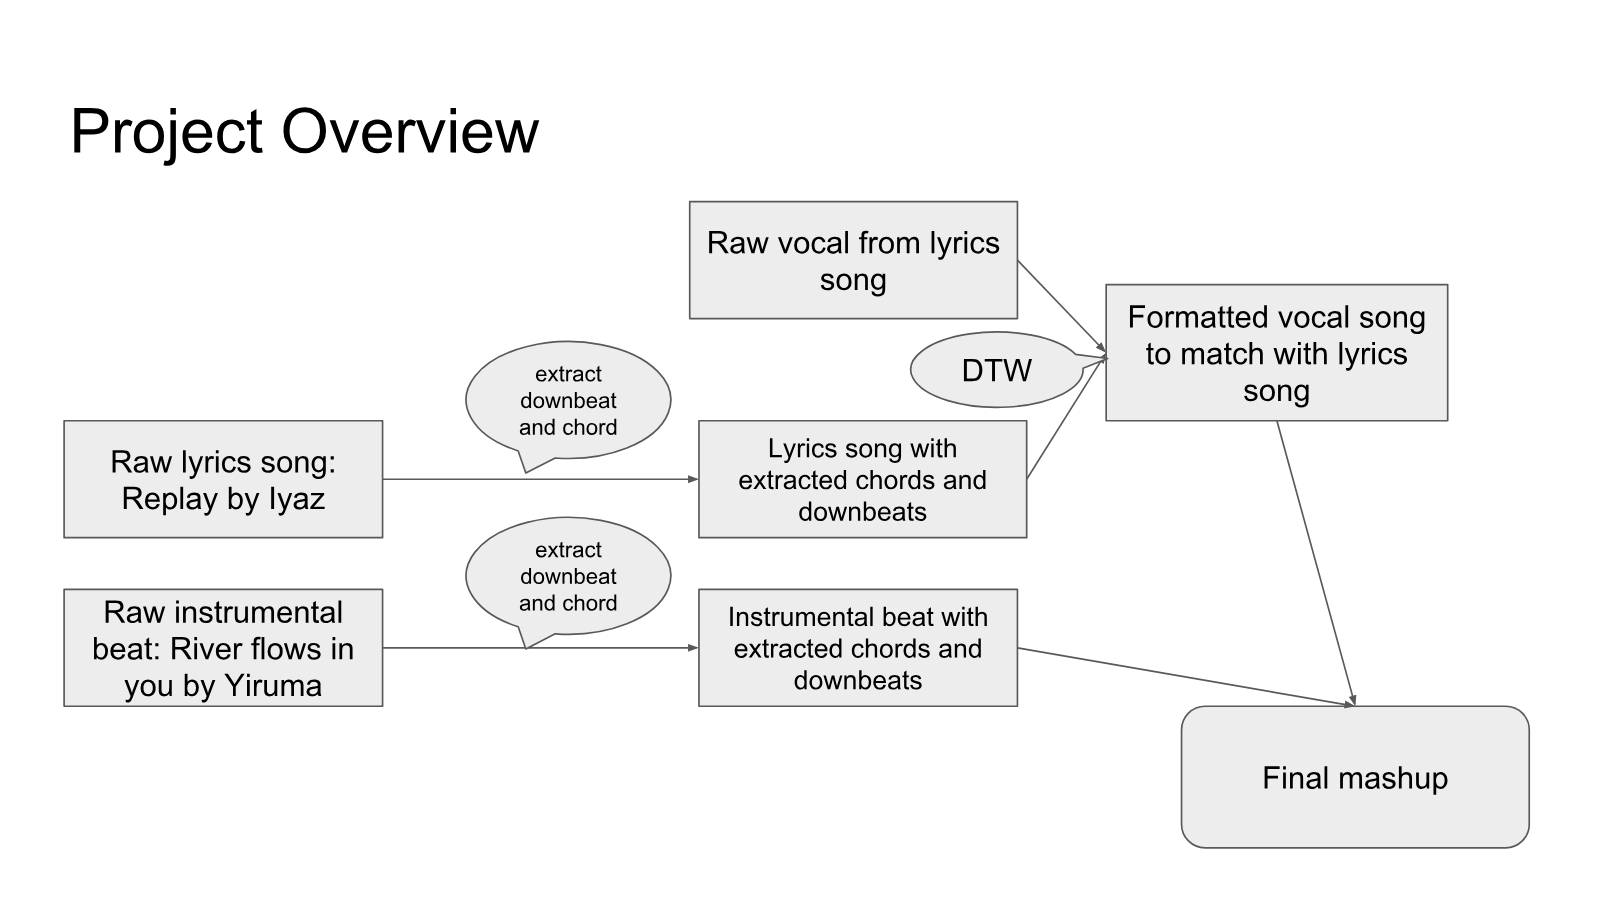 Project Overview
Raw vocal from lyrics
song
Formatted vocal song
to match with lyrics
song
DTW
extract
downbeat
and chord
Raw lyrics song:
Replay by Iyaz
Lyrics song with
extracted chords and
downbeats
extract
downbeat
and chord
Raw instrumental
beat: River flows in
you by Yiruma
Instrumental beat with
extracted chords and
downbeats
Final mashup